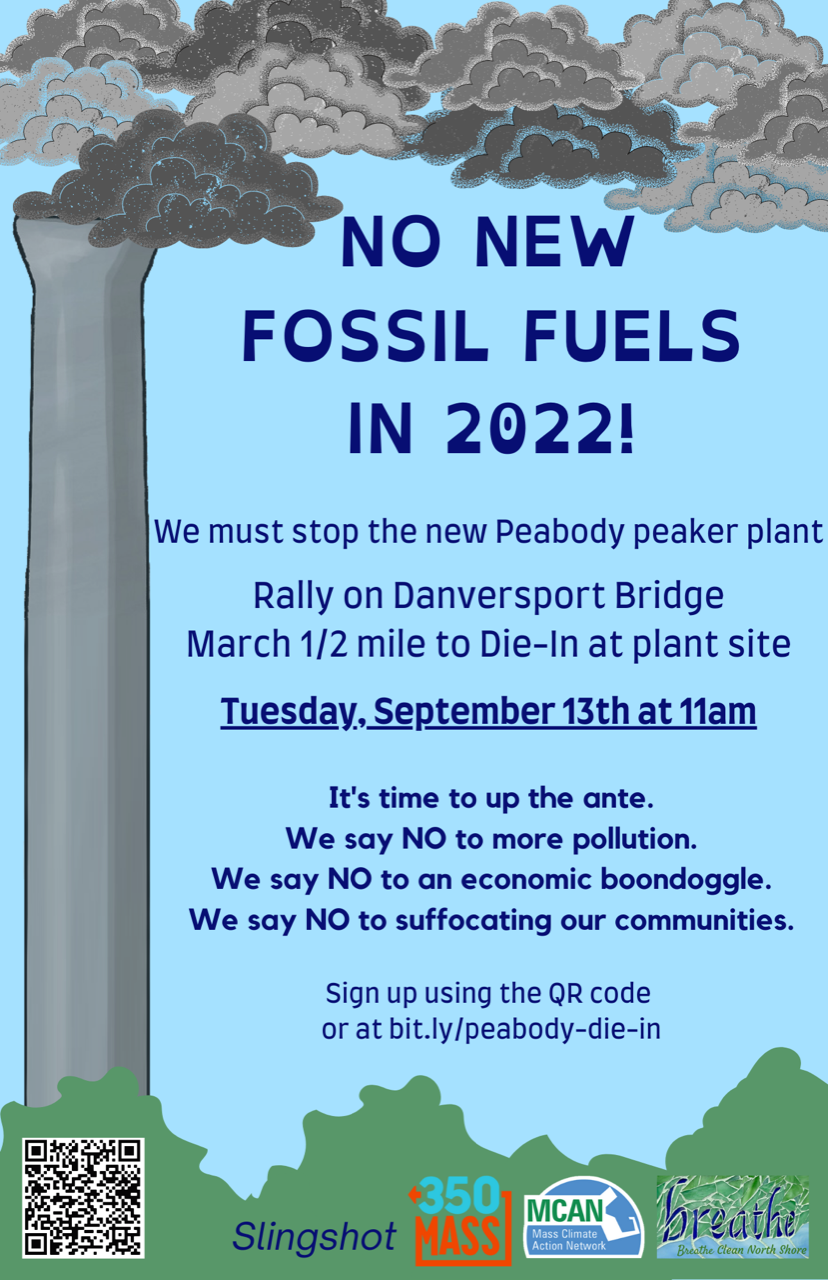 NO NEW
FOSSIL FUELS
IN 2022!
We must stop the new Peabody peaker plant
Rally on Danversport Bridge
March 1/2 mile to Die-In at plant site
Tuesday, September 13th at 11am
It's time to up the ante.
We say NO to more pollution.
We say NO to an economic boondoggle.
We say NO to suffocating our communities.
Sign up using the QR code
or at bit.ly/peabody-die-in
Slingshot
350
MASS
MCAN
Mass Climate
Action Network
breathe
Breathe Clean North Shore